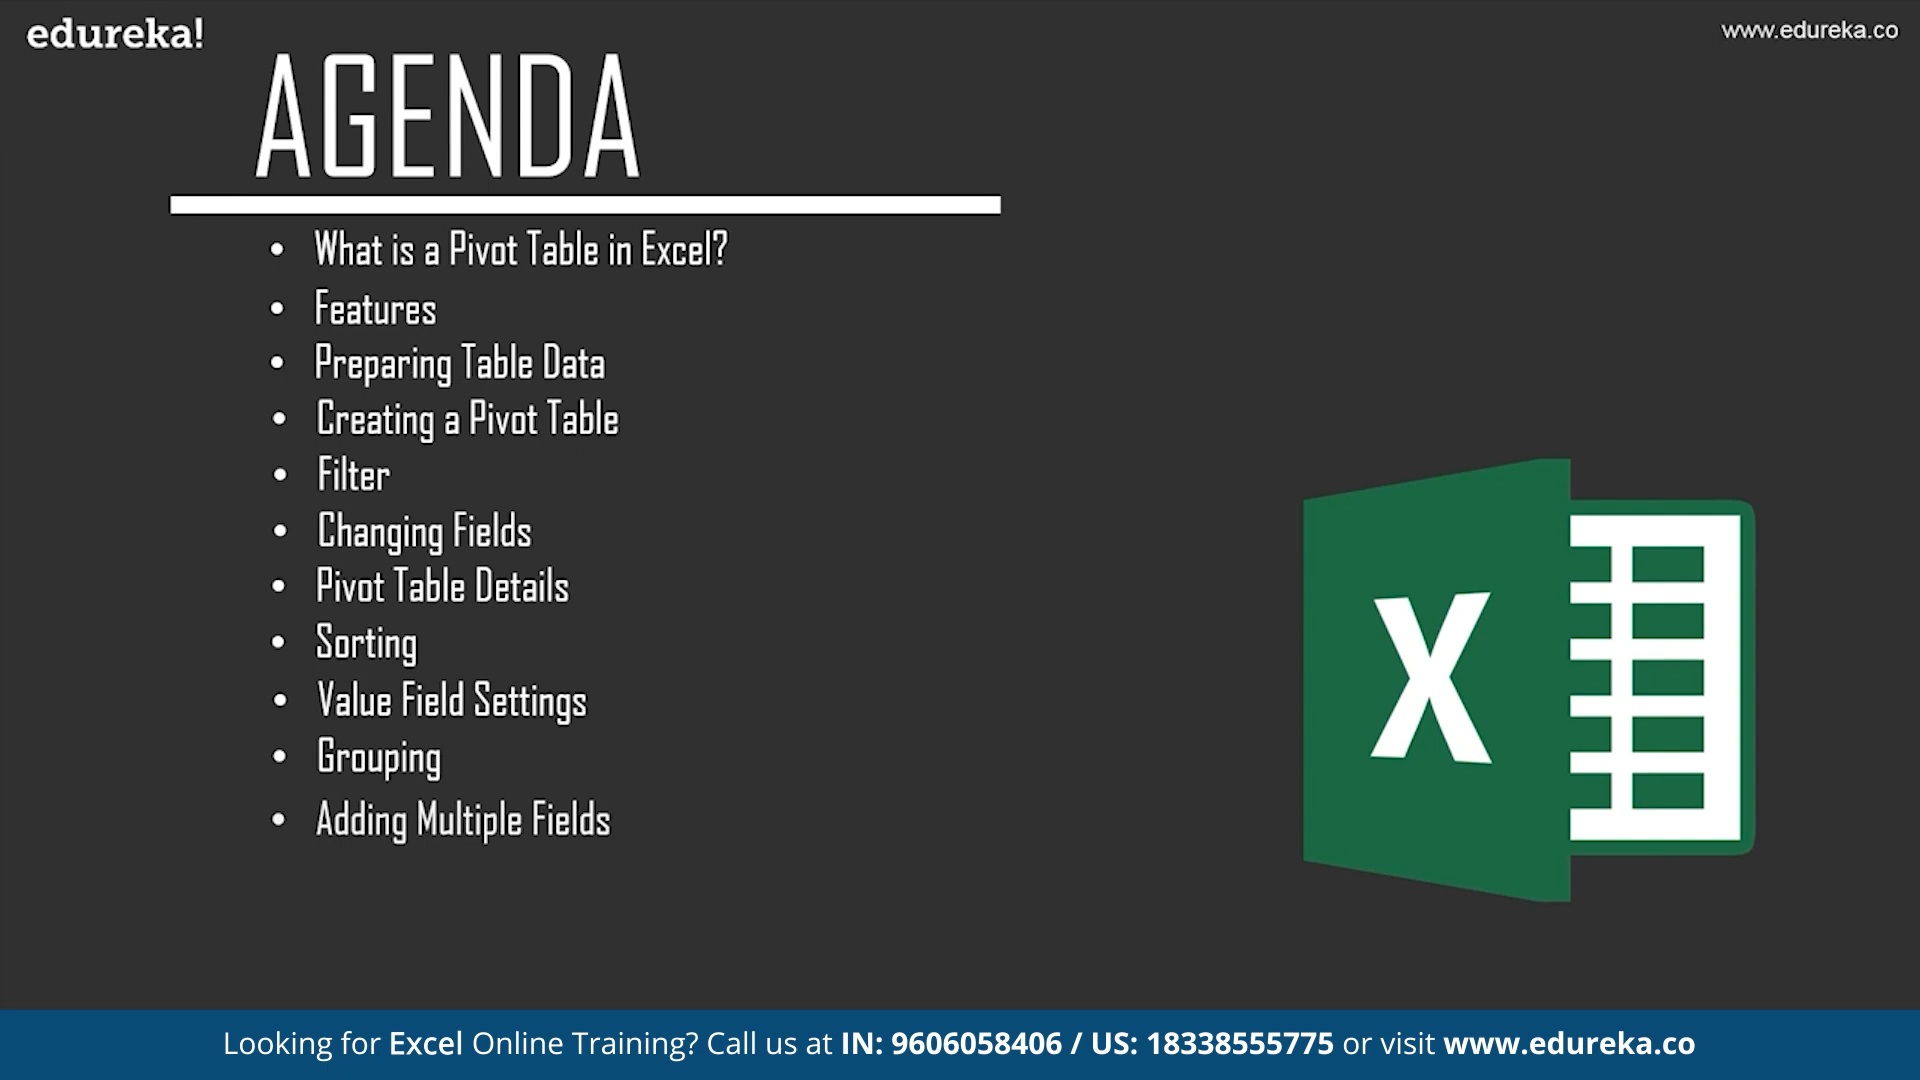 edureka!
www.edureka.co
AGENDA
• What is a Pivot Table in Excel?
• Features
• Preparing Table Data
• Creating a Pivot Table
• Filter
• Changing Fields
• Pivot Table Details
• Sorting
• Value Field Settings
• Grouping
• Adding Multiple Fields
X
Looking for Excel Online Training? Call us at IN: 9606058406 / US: 18338555775 or visit www.edureka.co